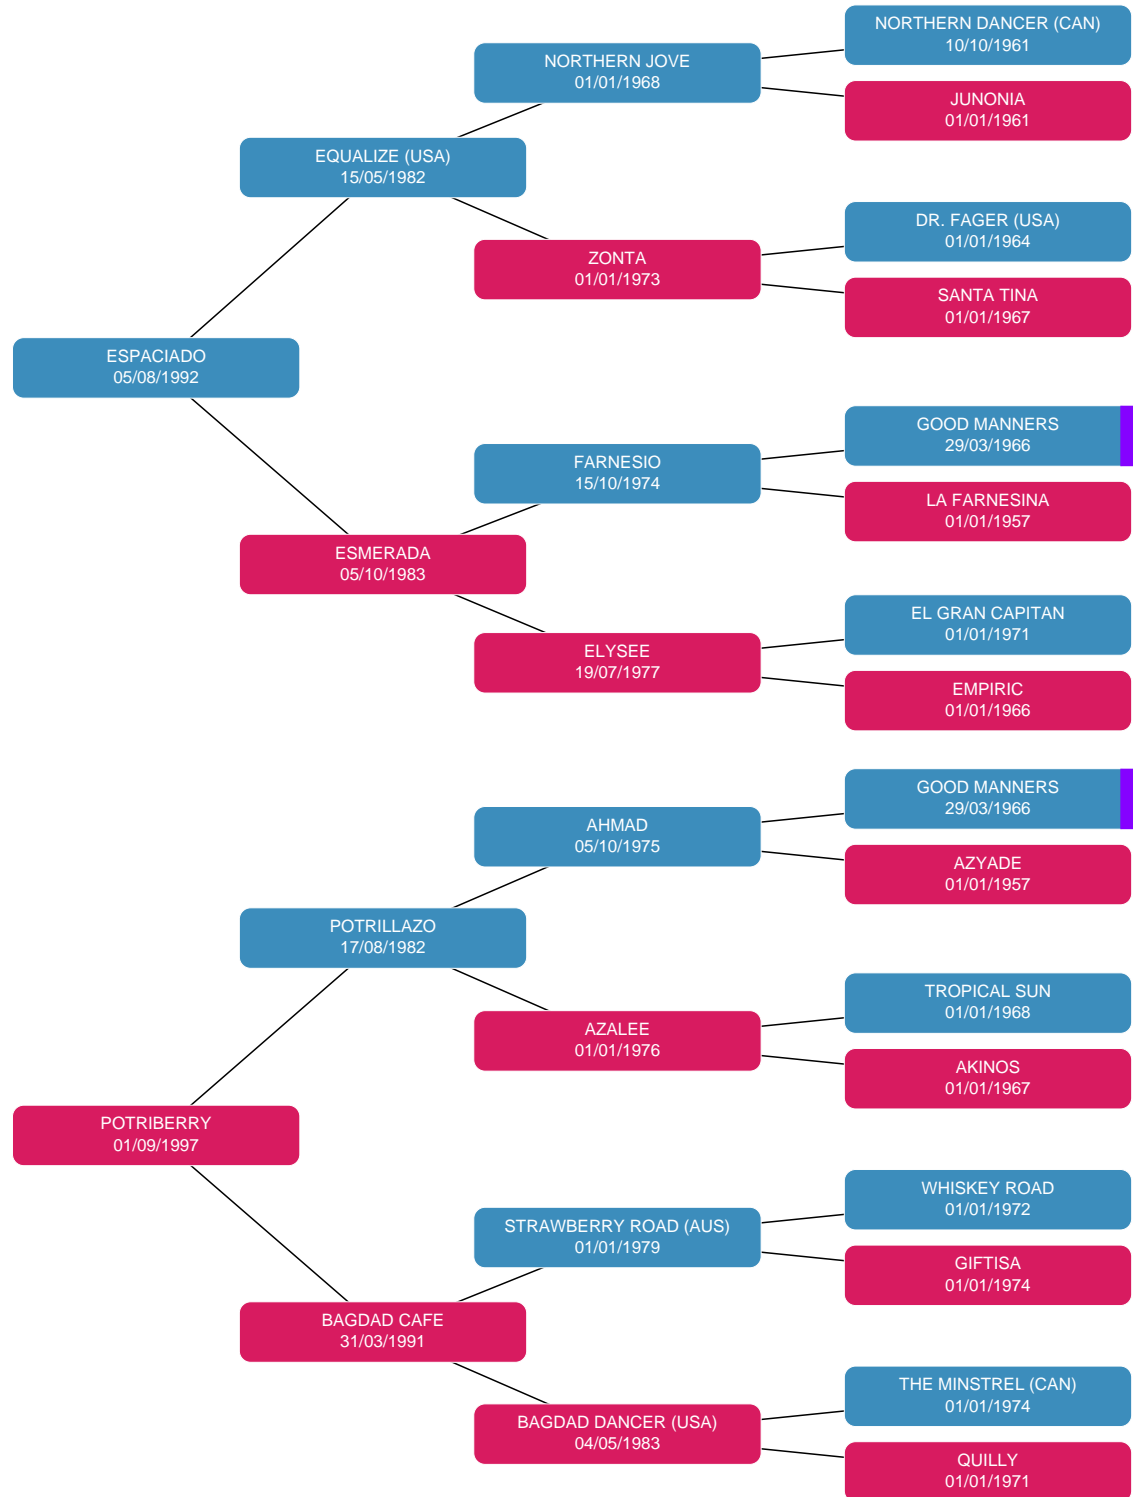 NORTHERN DANCER (CAN)
10/10/1961
NORTHERN JOVE
01/01/1968
JUNONIA
01/01/1961
EQUALIZE (USA)
15/05/1982
DR. FAGER (USA)
01/01/1964
ZONTA
01/01/1973
SANTA TINA
01/01/1967
ESPACIADO
05/08/1992
GOOD MANNERS
29/03/1966
FARNESIO
15/10/1974
LA FARNESINA
01/01/1957
ESMERADA
05/10/1983
EL GRAN CAPITAN
01/01/1971
ELYSEE
19/07/1977
EMPIRIC
01/01/1966
GOOD MANNERS
29/03/1966
AHMAD
05/10/1975
AZYADE
01/01/1957
POTRILLAZO
17/08/1982
TROPICAL SUN
01/01/1968
AZALEE
01/01/1976
AKINOS
01/01/1967
POTRIBERRY
01/09/1997
WHISKEY ROAD
01/01/1972
STRAWBERRY ROAD (AUS)
01/01/1979
GIFTISA
01/01/1974
BAGDAD CAFE
31/03/1991
THE MINSTREL (CAN)
01/01/1974
BAGDAD DANCER (USA)
04/05/1983
QUILLY
01/01/1971